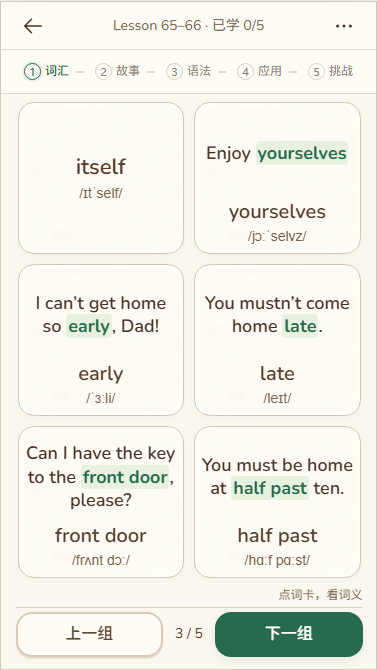 Lesson 65–66 · 已学 0/5
1 词汇 – 2 故事 – 3 语法 – 4 应用 – 5 挑战
itself
/ɪtˈself/
Enjoy yourselves
yourselves
/jɔːˈselvz/
I can’t get home
so early, Dad!
early
/ˈɜːli/
You mustn’t come
home late.
late
/leɪt/
Can I have the key
to the front door,
please?
front door
/frʌnt dɔː/
You must be home
at half past ten.
half past
/hɑːf pɑːst/
点词卡，看词义
上一组
3 / 5
下一组